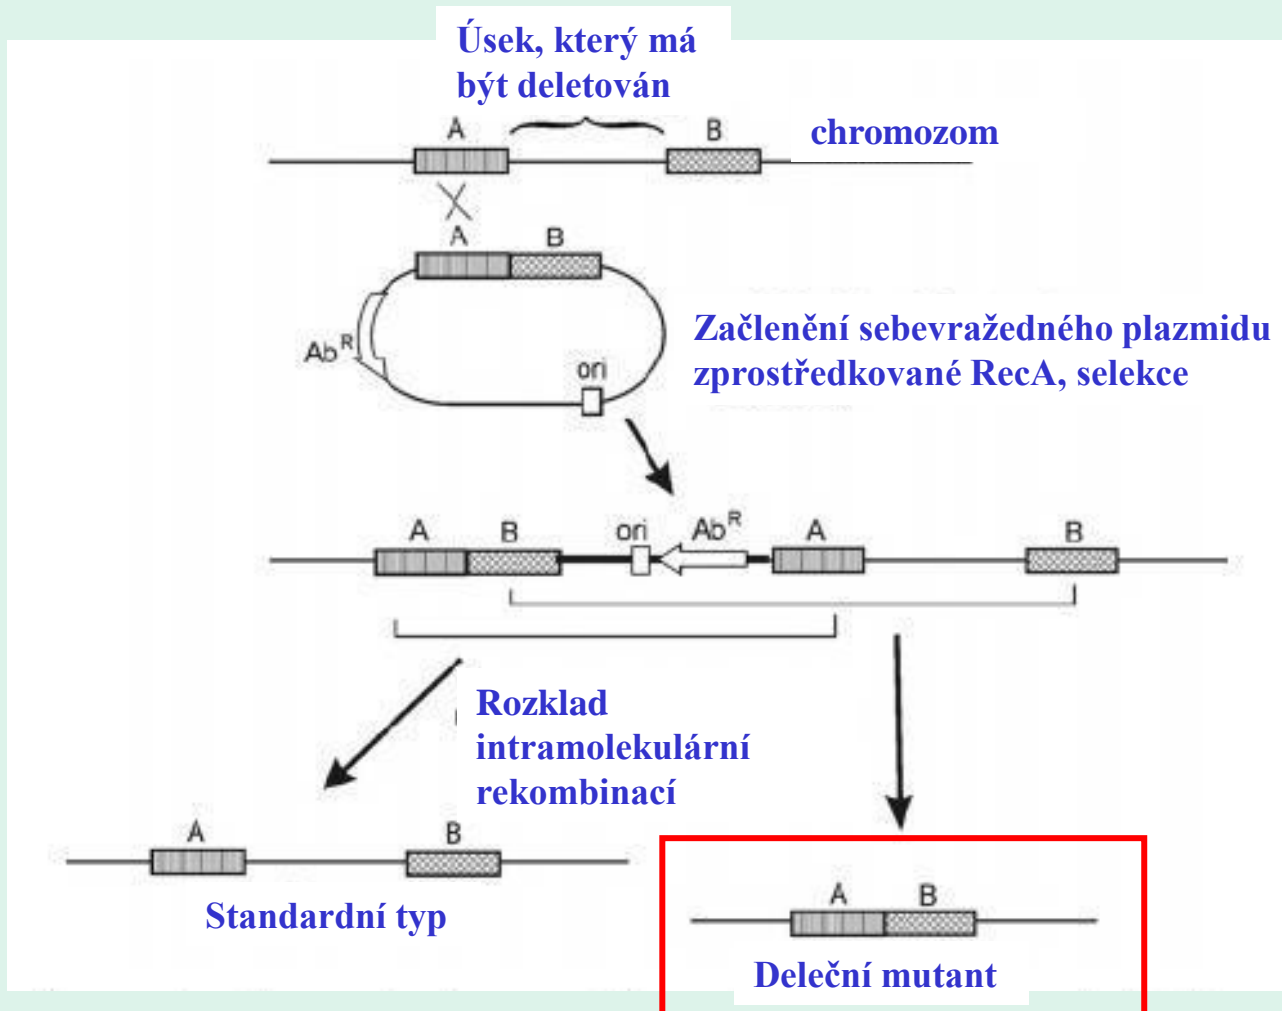 Úsek, který má
být deletován
A
B
chromozom
A
B
Ab^R
ori
Začlenění sebevražedného plazmidu
zprostředkované RecA, selekce
A
B
ori
Ab^R
A
B
Rozklad
intramolekulární
rekombinací
A
B
Standardní typ
A
B
Deleční mutant